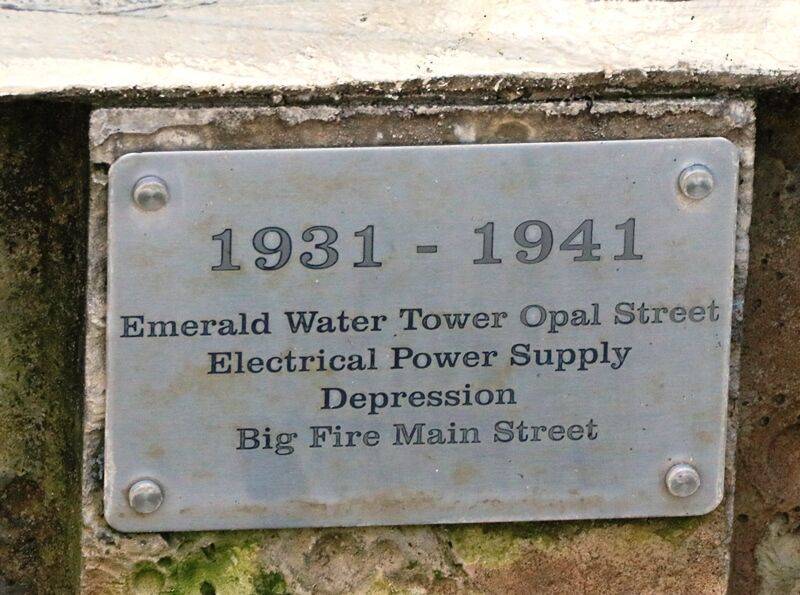 1931 - 1941
Emerald Water Tower Opal Street
Electrical Power Supply
Depression
Big Fire Main Street